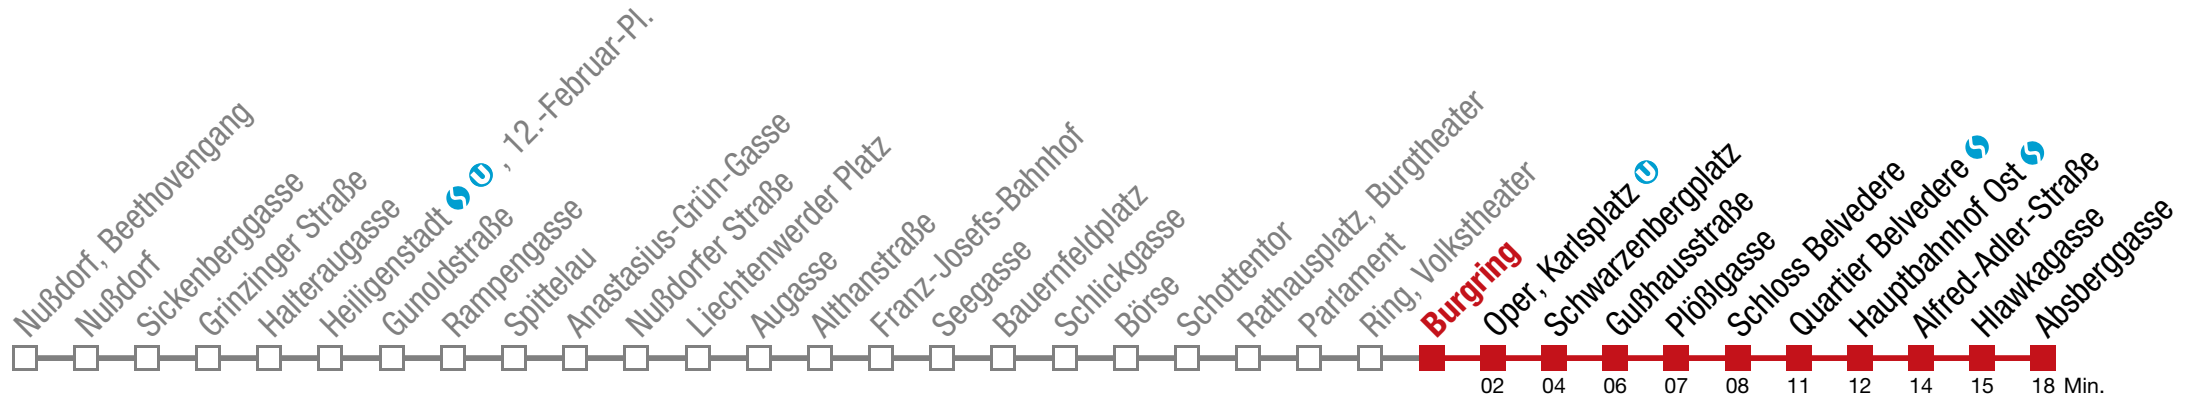 Nußdorf, Beethovengang
Nußdorf
Sickenberggasse
Grinzinger Straße
Halteraugasse
Heiligenstadt S U , 12.-Februar-Pl.
Gunoldstraße
Rampengasse
Spittelau
Anastasius-Grün-Gasse
Nußdorfer Straße
Liechtenwerder Platz
Augasse
Althanstraße
Franz-Josefs-Bahnhof
Seegasse
Bauernfeldplatz
Schlickgasse
Börse
Schottentor
Rathausplatz, Burgtheater
Parlament
Ring, Volkstheater
Burgring
Oper, Karlsplatz U
Schwarzenbergplatz
Gußhausstraße
Plößlgasse
Schloss Belvedere
Quartier Belvedere S
Hauptbahnhof Ost S
Alfred-Adler-Straße
Hlawkagasse
Absberggasse
02 04 06 07 08 11 12 14 15 18 Min.